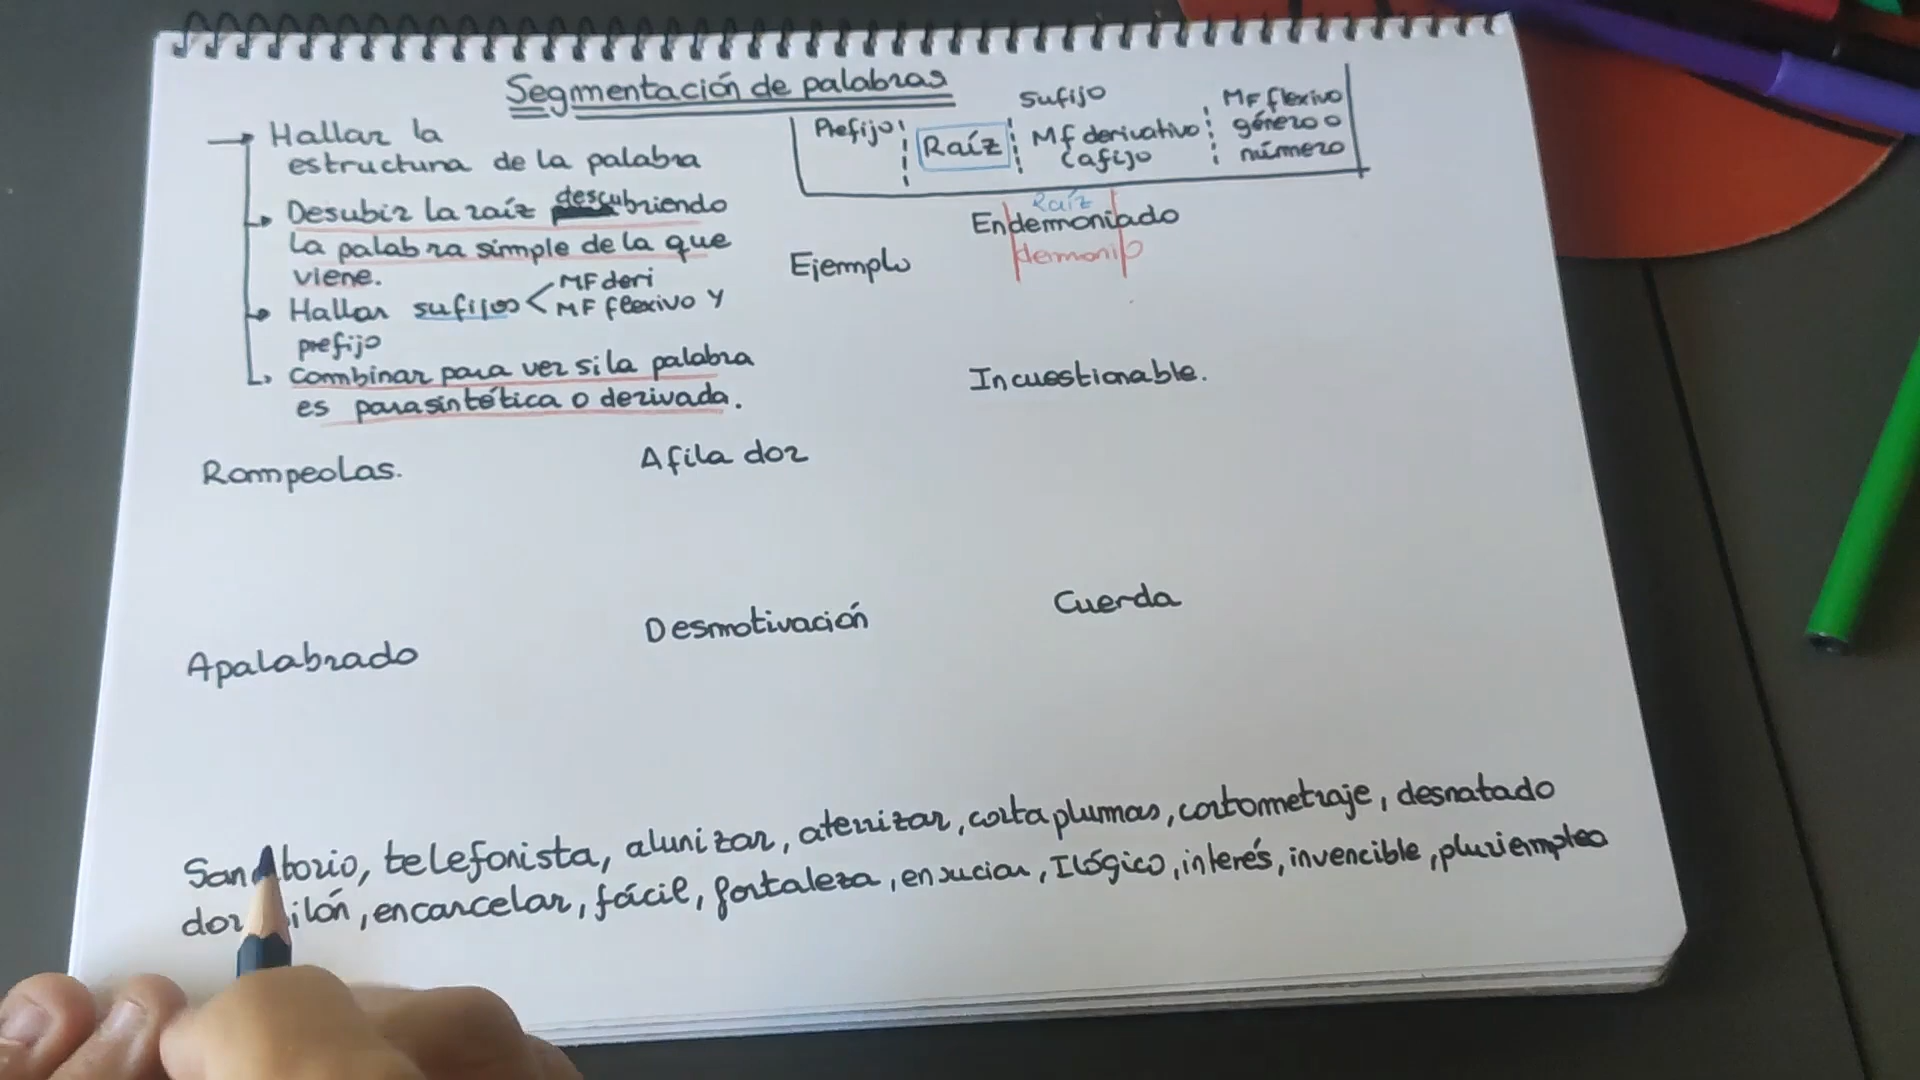 Segmentación de palabras
→ Hallar la
estructura de la palabra
Desubir la raíz descubriendo
la palabra simple de la que
viene.
Hallar sufijos < MF deri
MF flexivo y
prefijo
Combinar para ver si la palabra
es parasintética o derivada.
Prefijo
Raíz
sufijo
Mf derivativo
(afijo
MF flexivo
género o
número
Raíz
Endemoniado
demonio
Ejemplo
Incuestionable.
Rompeolas.
Afilador
Apalabrado
Desmotivación
Cuerda
telefonista, alunizar, aterrizar, cortaplumas, cortometraje, desnatado
encarcelar, fácil, fortaleza, ensuciar, Ilógico, interés, invencible, pluriempleo